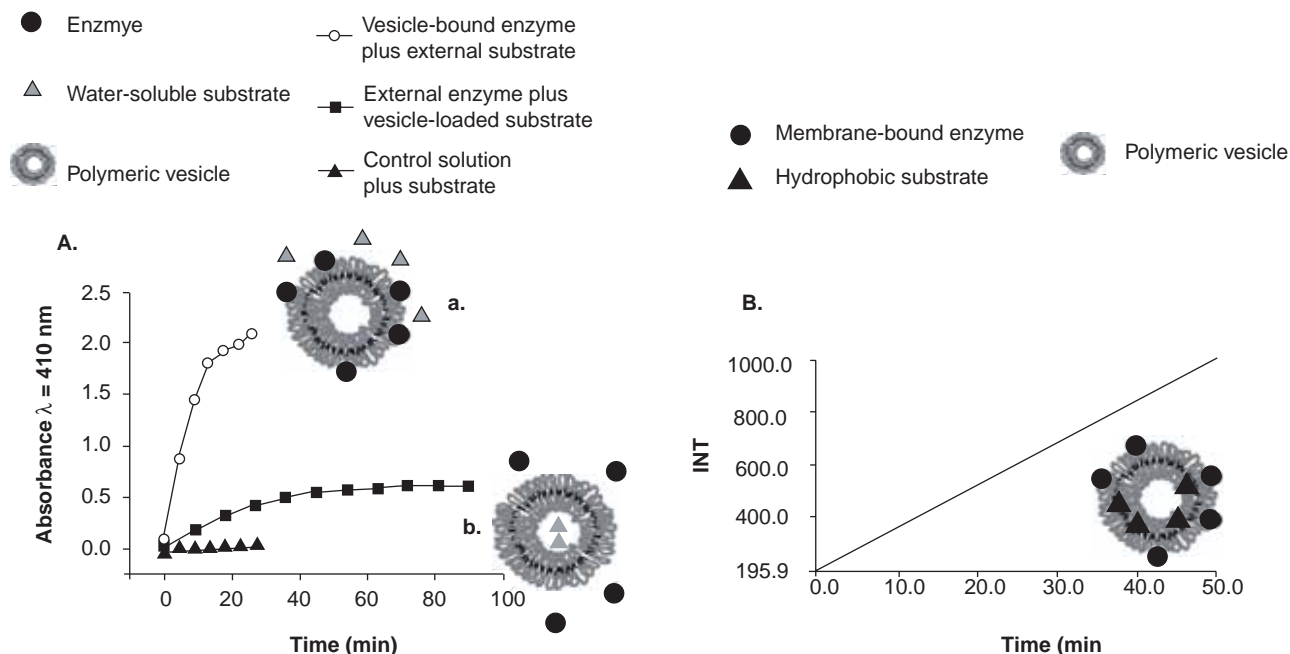 Enzmye
Water-soluble substrate
Polymeric vesicle
Vesicle-bound enzyme
plus external substrate
External enzyme plus
vesicle-loaded substrate
Control solution
plus substrate
Membrane-bound enzyme
Hydrophobic substrate
Polymeric vesicle
A.
2.5
2.0
1.5
1.0
0.5
0.0
Absorbance λ = 410 nm
0 20 40 60 80 100
Time (min)
a.
b.
B.
1000.0
800.0
600.0
400.0
195.9
INT
0.0 10.0 20.0 30.0 40.0 50.0
Time (min